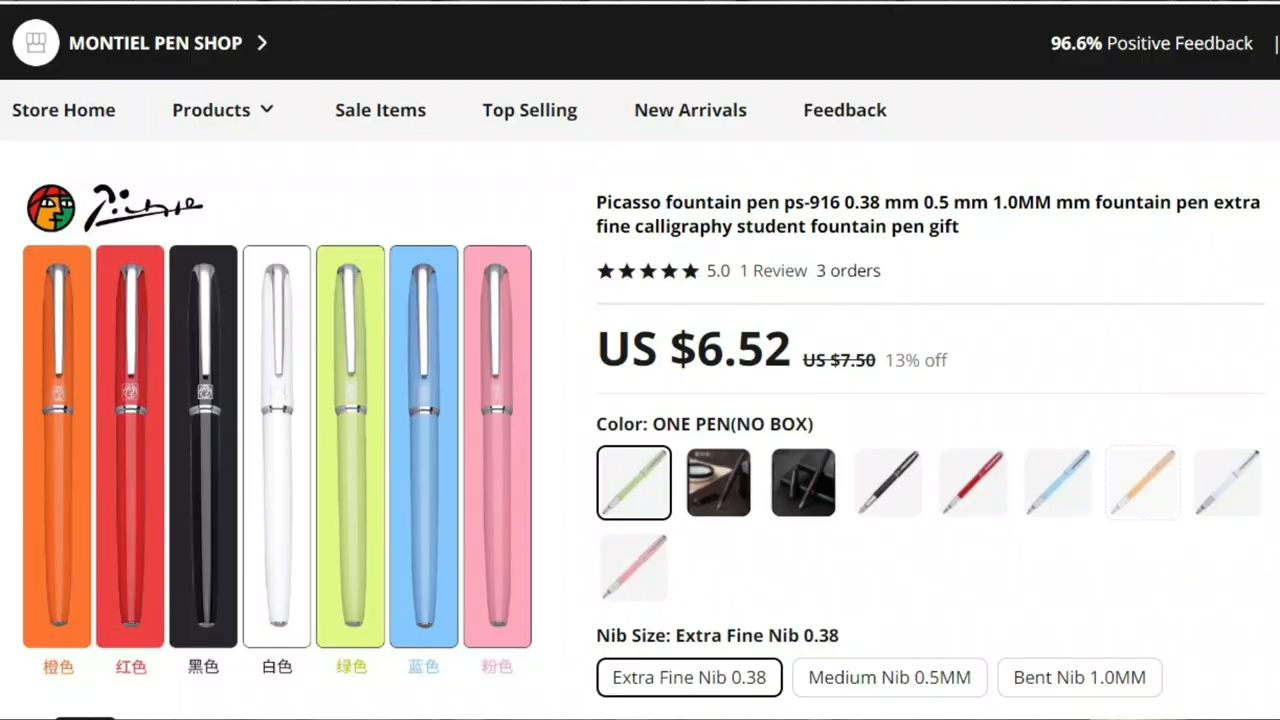 MONTIEL PEN SHOP
96.6% Positive Feedback
Store Home Products Sale Items Top Selling New Arrivals Feedback
Picasso
Picasso fountain pen ps-916 0.38 mm 0.5 mm 1.0MM mm fountain pen extra
fine calligraphy student fountain pen gift
5.0 1 Review 3 orders
US $6.52 US $7.50 13% off
Color: ONE PEN(NO BOX)
橙色 红色 黑色 白色 绿色 蓝色 粉色
Nib Size: Extra Fine Nib 0.38
Extra Fine Nib 0.38 Medium Nib 0.5MM Bent Nib 1.0MM